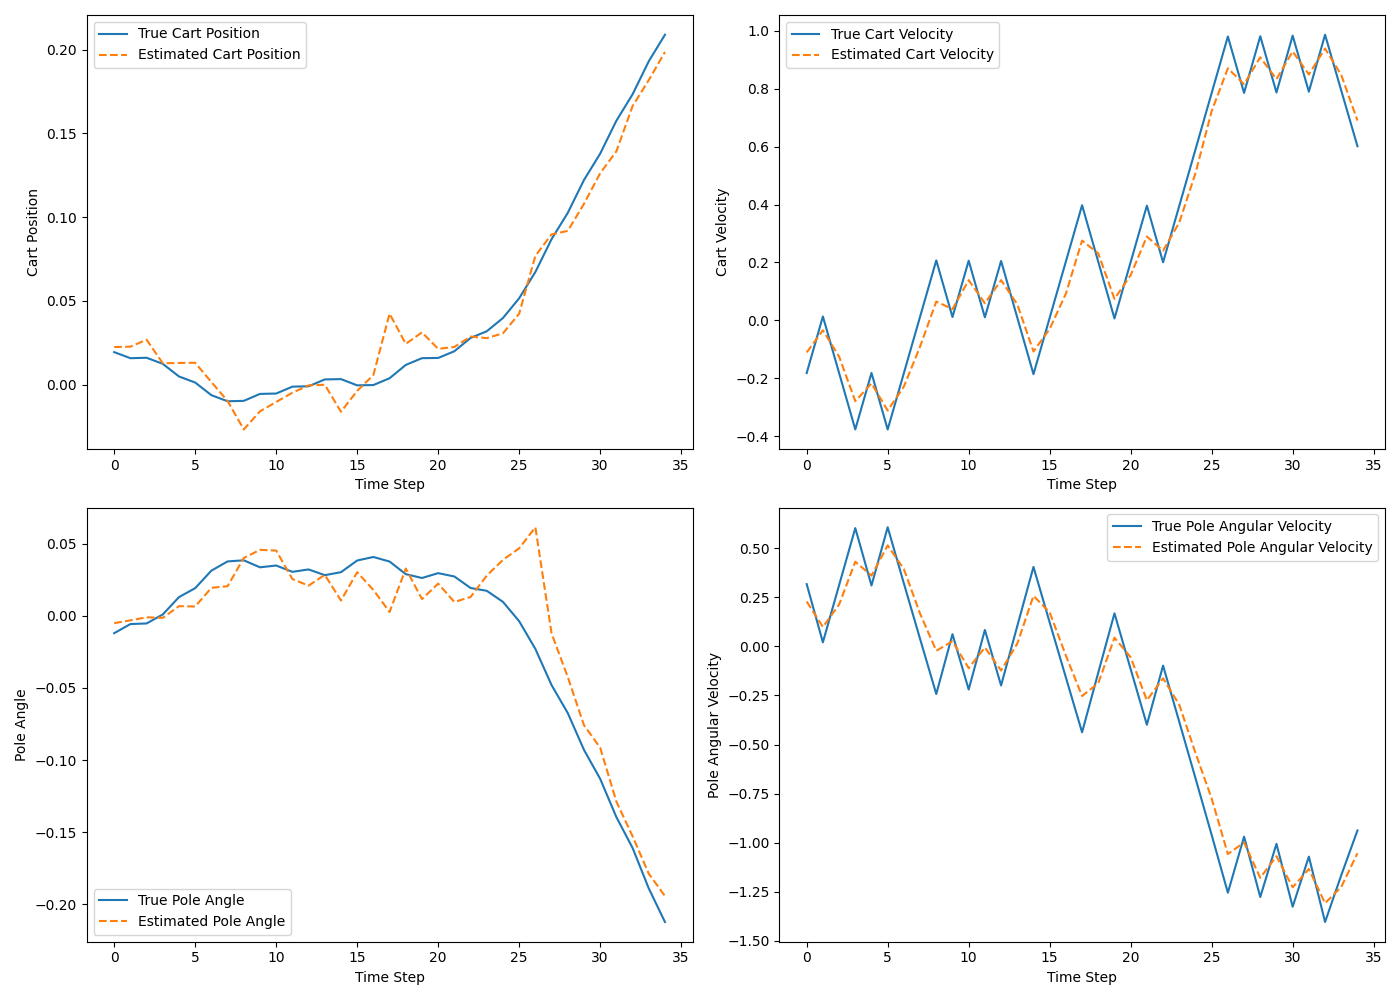 True Cart Position
Estimated Cart Position
0.20
0.15
0.10
0.05
0.00
Cart Position
0 5 10 15 20 25 30 35
Time Step
True Cart Velocity
Estimated Cart Velocity
1.0
0.8
0.6
0.4
0.2
0.0
−0.2
−0.4
Cart Velocity
0 5 10 15 20 25 30 35
Time Step
0.05
0.00
−0.05
−0.10
−0.15
−0.20
Pole Angle
True Pole Angle
Estimated Pole Angle
0 5 10 15 20 25 30 35
Time Step
True Pole Angular Velocity
Estimated Pole Angular Velocity
0.50
0.25
0.00
−0.25
−0.50
−0.75
−1.00
−1.25
−1.50
Pole Angular Velocity
0 5 10 15 20 25 30 35
Time Step